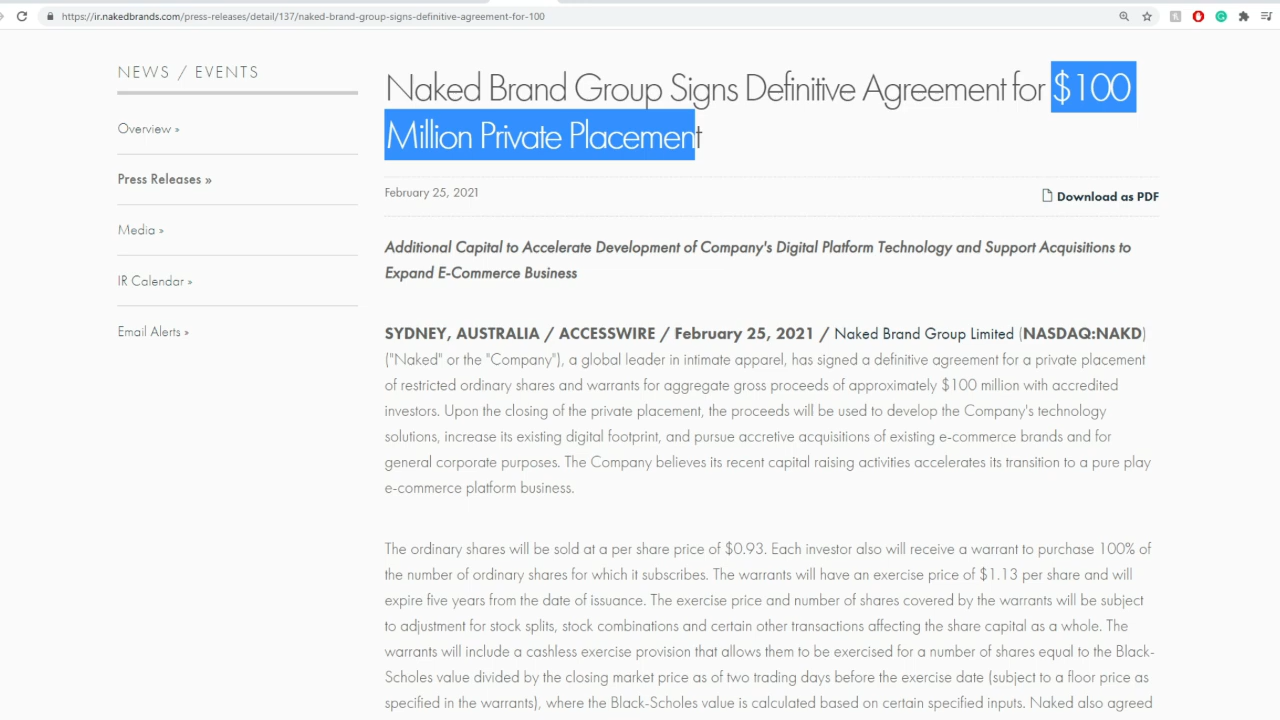 https://ir.nakedbrands.com/press-releases/detail/137/naked-brand-group-signs-definitive-agreement-for-100
NEWS / EVENTS
Overview »
Press Releases »
Media »
IR Calendar »
Email Alerts »
Naked Brand Group Signs Definitive Agreement for $100
Million Private Placement
February 25, 2021
Download as PDF
Additional Capital to Accelerate Development of Company's Digital Platform Technology and Support Acquisitions to
Expand E-Commerce Business
SYDNEY, AUSTRALIA / ACCESSWIRE / February 25, 2021 / Naked Brand Group Limited (NASDAQ:NAKD)
("Naked" or the "Company"), a global leader in intimate apparel, has signed a definitive agreement for a private placement
of restricted ordinary shares and warrants for aggregate gross proceeds of approximately $100 million with accredited
investors. Upon the closing of the private placement, the proceeds will be used to develop the Company's technology
solutions, increase its existing digital footprint, and pursue accretive acquisitions of existing e-commerce brands and for
general corporate purposes. The Company believes its recent capital raising activities accelerates its transition to a pure play
e-commerce platform business.
The ordinary shares will be sold at a per share price of $0.93. Each investor also will receive a warrant to purchase 100% of
the number of ordinary shares for which it subscribes. The warrants will have an exercise price of $1.13 per share and will
expire five years from the date of issuance. The exercise price and number of shares covered by the warrants will be subject
to adjustment for stock splits, stock combinations and certain other transactions affecting the share capital as a whole. The
warrants will include a cashless exercise provision that allows them to be exercised for a number of shares equal to the Black-
Scholes value divided by the closing market price as of two trading days before the exercise date (subject to a floor price as
specified in the warrants), where the Black-Scholes value is calculated based on certain specified inputs. Naked also agreed